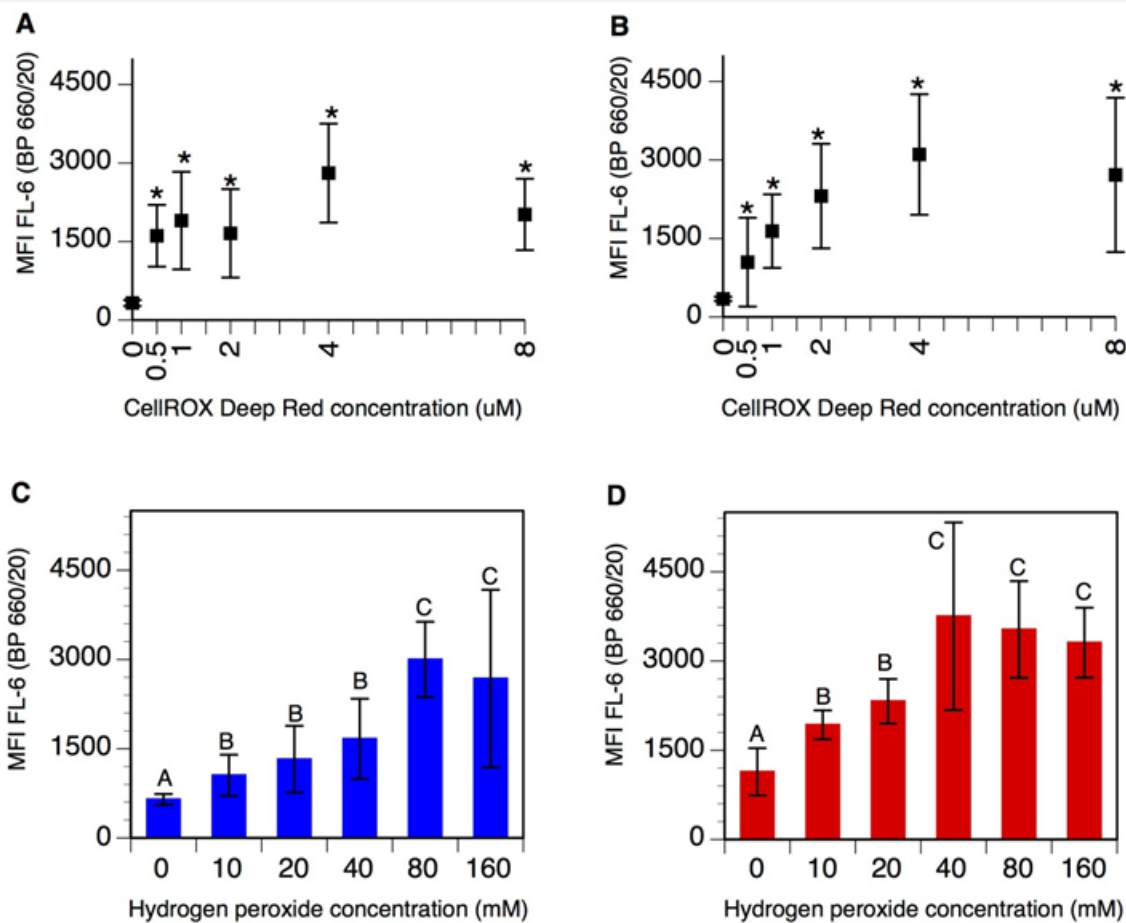 A
MFI FL-6 (BP 660/20)
4500
3000
1500
0
* * * * * *
0 0.5 1 2 4 8
CellROX Deep Red concentration (uM)
B
MFI FL-6 (BP 660/20)
4500
3000
1500
0
* * * * *
0 0.5 1 2 4 8
CellROX Deep Red concentration (uM)
C
MFI FL-6 (BP 660/20)
4500
3000
1500
0
A B B B C C
0 10 20 40 80 160
Hydrogen peroxide concentration (mM)
D
MFI FL-6 (BP 660/20)
4500
3000
1500
0
A B B C C C
0 10 20 40 80 160
Hydrogen peroxide concentration (mM)